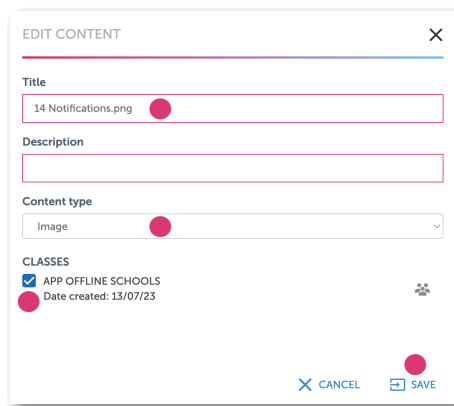 EDIT CONTENT
Title
14 Notifications.png
Description
Content type
Image
CLASSES
APP OFFLINE SCHOOLS
Date created: 13/07/23
CANCEL
SAVE